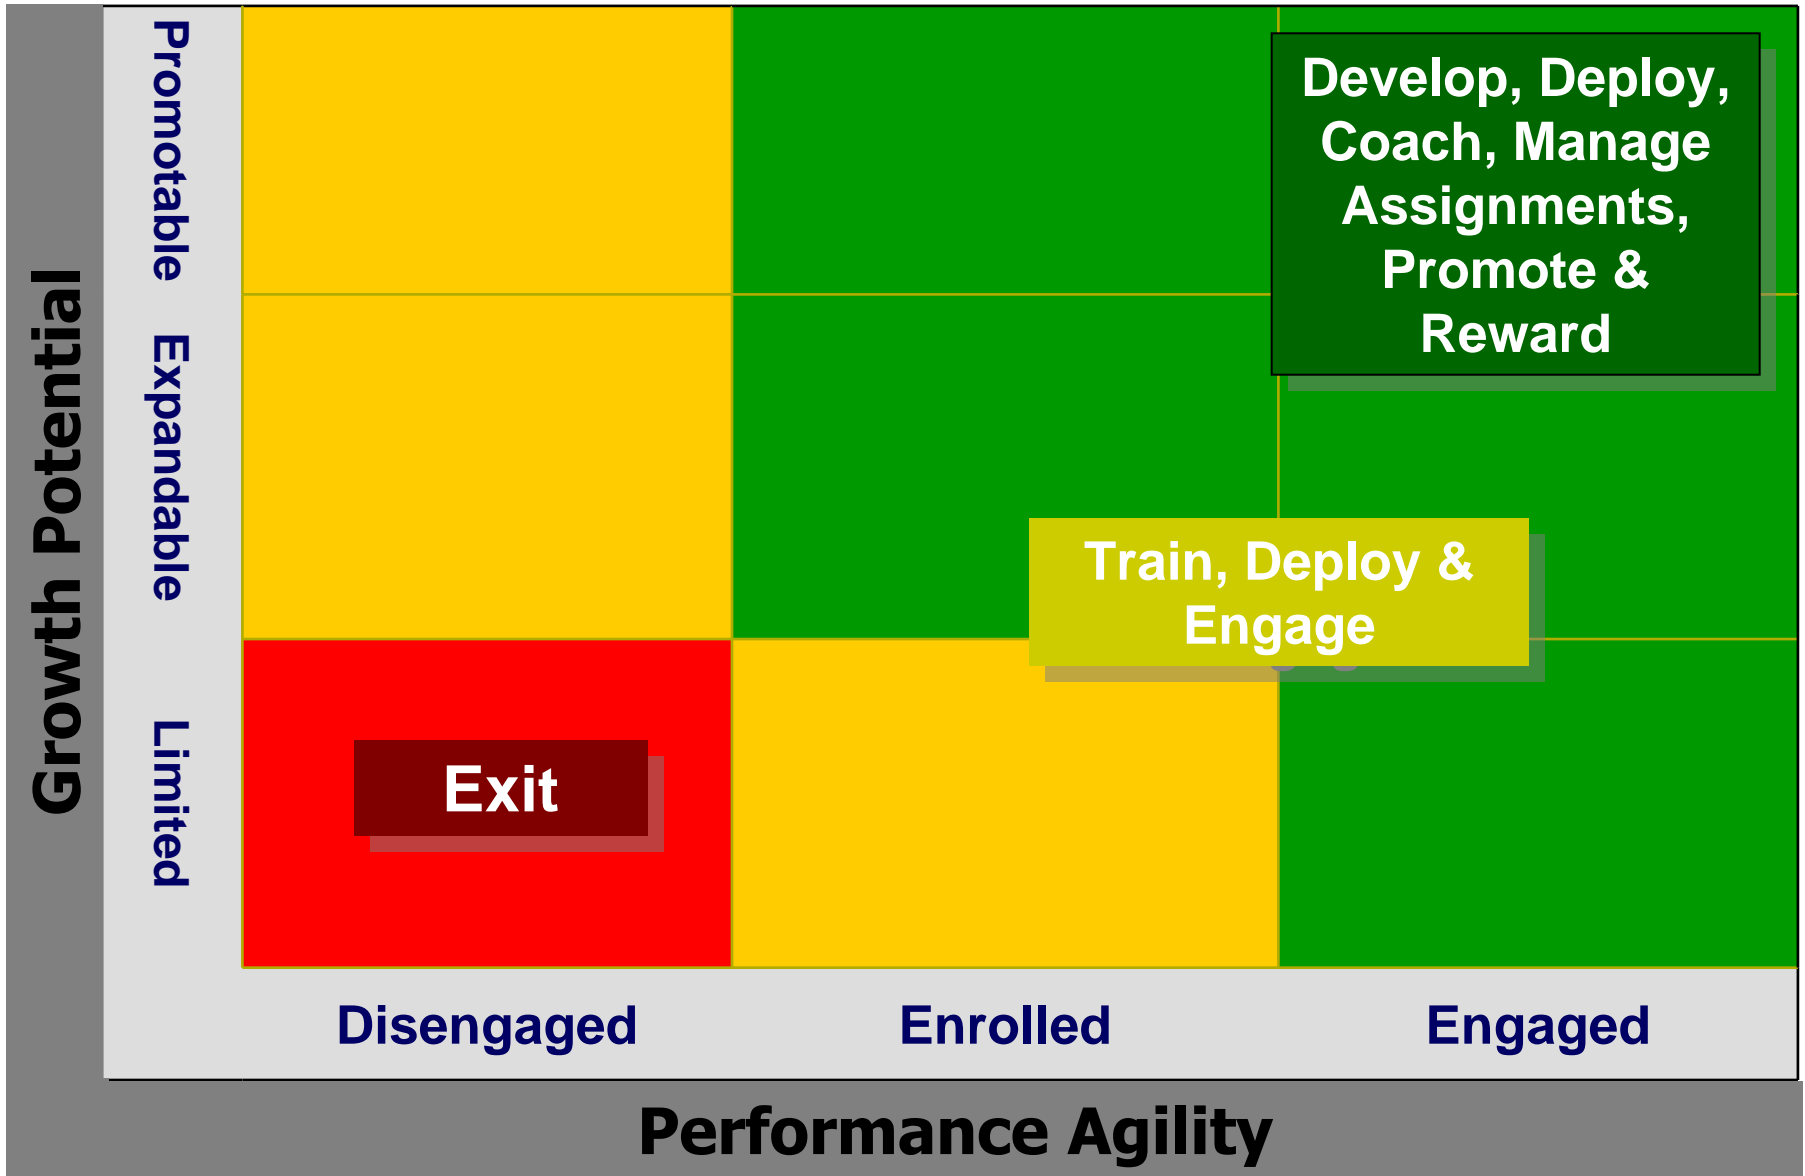 Growth Potential
Promotable
Expandable
Limited
Develop, Deploy,
Coach, Manage
Assignments,
Promote &
Reward
Train, Deploy &
Engage
Exit
Disengaged
Enrolled
Engaged
Performance Agility